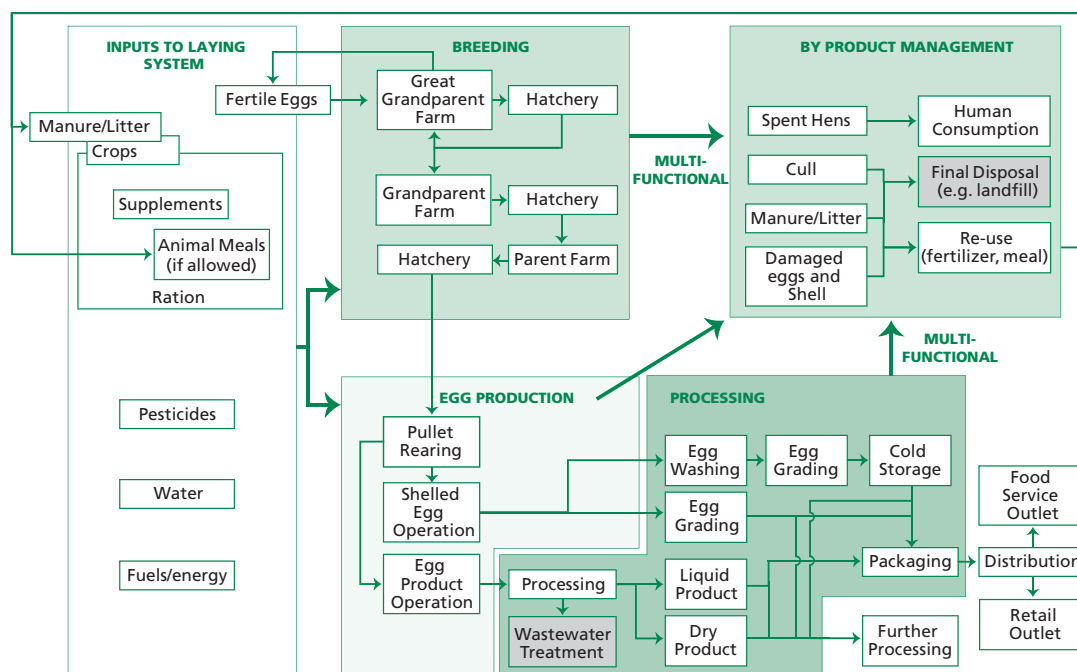 INPUTS TO LAYING
SYSTEM
Fertile Eggs
Manure/Litter
Crops
Supplements
Animal Meals
(if allowed)
Ration
Pesticides
Water
Fuels/energy
BREEDING
Great
Grandparent
Farm
Hatchery
Grandparent
Farm
Hatchery
Hatchery
Parent Farm
MULTI-
FUNCTIONAL
BY PRODUCT MANAGEMENT
Spent Hens
Human
Consumption
Cull
Final Disposal
(e.g. landfill)
Manure/Litter
Re-use
(fertilizer, meal)
Damaged
eggs and
Shell
MULTI-
FUNCTIONAL
EGG PRODUCTION
Pullet
Rearing
Shelled
Egg
Operation
Egg
Product
Operation
PROCESSING
Egg
Washing
Egg
Grading
Cold
Storage
Egg
Grading
Packaging
Processing
Liquid
Product
Wastewater
Treatment
Dry
Product
Further
Processing
Food
Service
Outlet
Distribution
Retail
Outlet